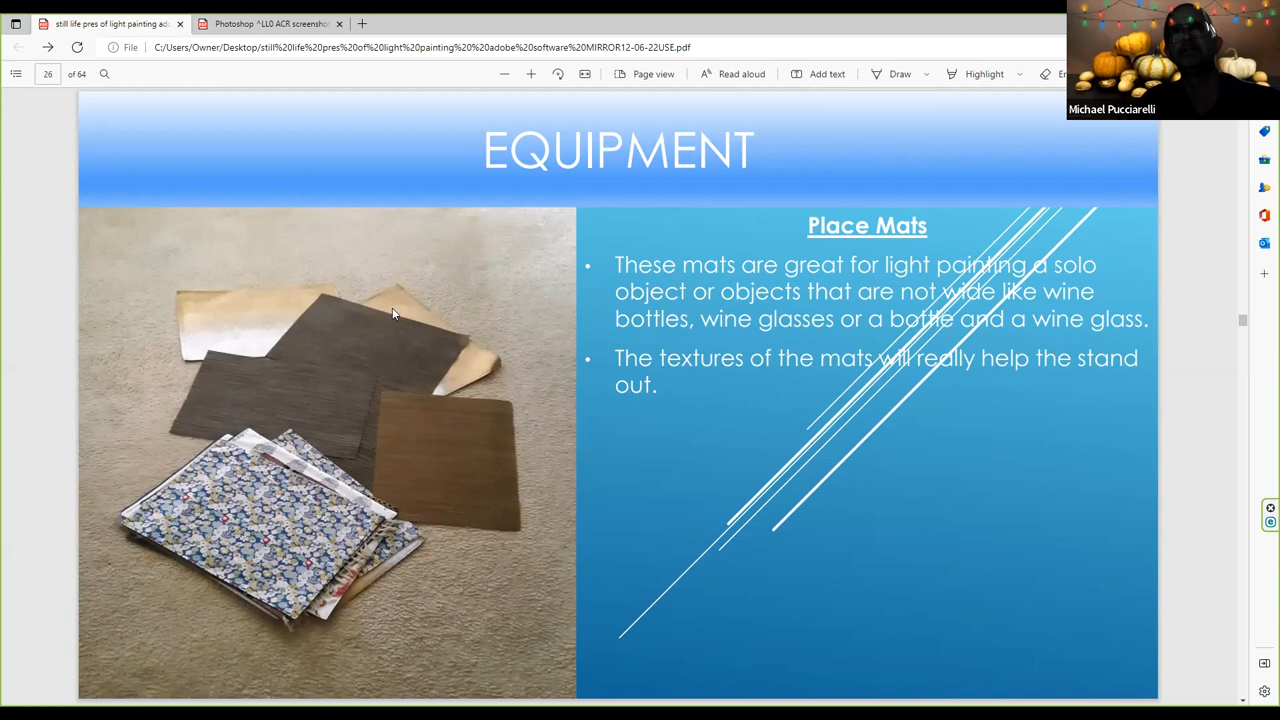 still life pres of light painting ado
Photoshop ^LL0 ACR screenshot
File
C:/Users/Owner/Desktop/still%20life%20pres%20of%20light%20painting%20%20adobe%20software%20MIRROR12-06-22USE.pdf
26 of 64
Page view
Read aloud
Add text
Draw
Highlight
Michael Pucciarelli
EQUIPMENT
Place Mats
• These mats are great for light painting a solo
object or objects that are not wide like wine
bottles, wine glasses or a bottle and a wine glass.
• The textures of the mats will really help the stand
out.